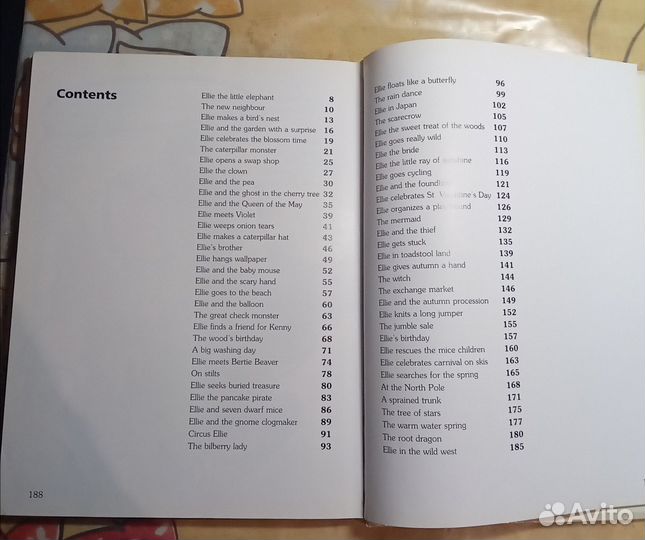 Contents
Ellie the little elephant 8
The new neighbour 10
Ellie makes a bird's nest 13
Ellie and the garden with a surprise 16
Ellie celebrates the blossom time 19
The caterpillar monster 21
Ellie opens a swap shop 25
Ellie the clown 27
Ellie and the pea 30
Ellie and the ghost in the cherry tree 32
Ellie and the Queen of the May 35
Ellie meets Violet 39
Ellie weeps onion tears 41
Ellie makes a caterpillar hat 43
Ellie's brother 46
Ellie hangs wallpaper 49
Ellie and the baby mouse 52
Ellie and the scary hand 55
Ellie goes to the beach 57
Ellie and the balloon 60
The great check monster 63
Ellie finds a friend for Kenny 66
The wood's birthday 68
A big washing day 71
Ellie meets Bertie Beaver 74
On stilts 78
Ellie seeks buried treasure 80
Ellie the pancake pirate 83
Ellie and seven dwarf mice 86
Ellie and the gnome clogmaker 89
Circus Ellie 91
The bilberry lady 93
188
Ellie floats like a butterfly 96
The rain dance 99
Ellie in Japan 102
The scarecrow 105
Ellie the sweet treat of the woods 107
Ellie goes really wild 110
Ellie the bride 113
Ellie the little ray of sunshine 116
Ellie goes cycling 119
Ellie and the foundling 121
Ellie celebrates St. Valentine's Day 124
Ellie organizes a playground 126
The mermaid 129
Ellie and the thief 132
Ellie gets stuck 135
Ellie in toadstool land 139
Ellie gives autumn a hand 141
The witch 144
The exchange market 146
Ellie and the autumn procession 149
Ellie knits a long jumper 152
The jumble sale 155
Ellie's birthday 157
Ellie rescues the mice children 160
Ellie celebrates carnival on skis 163
Ellie searches for the spring 165
At the North Pole 168
A sprained trunk 171
The tree of stars 175
The warm water spring 177
The root dragon 180
Ellie in the wild west 185
Avito